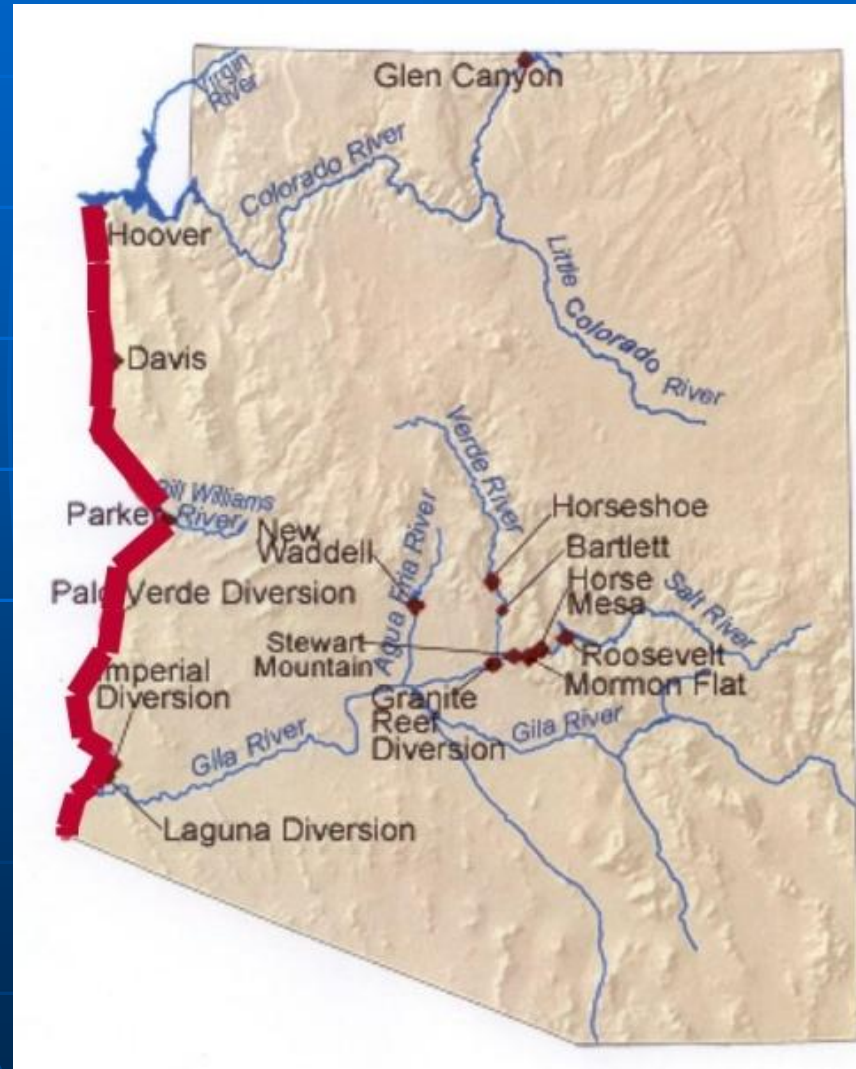 Glen Canyon
Virgin
River
Colorado River
Hoover
Little Colorado River
Davis
Verde River
Bill Williams
River
Parker
New
Waddell
Agua Fria River
Horseshoe
Bartlett
Horse
Mesa
Salt River
Palo Verde Diversion
Stewart
Mountain
Roosevelt
Mormon Flat
Imperial
Diversion
Granite
Reef
Diversion
Gila River
Gila River
Laguna Diversion